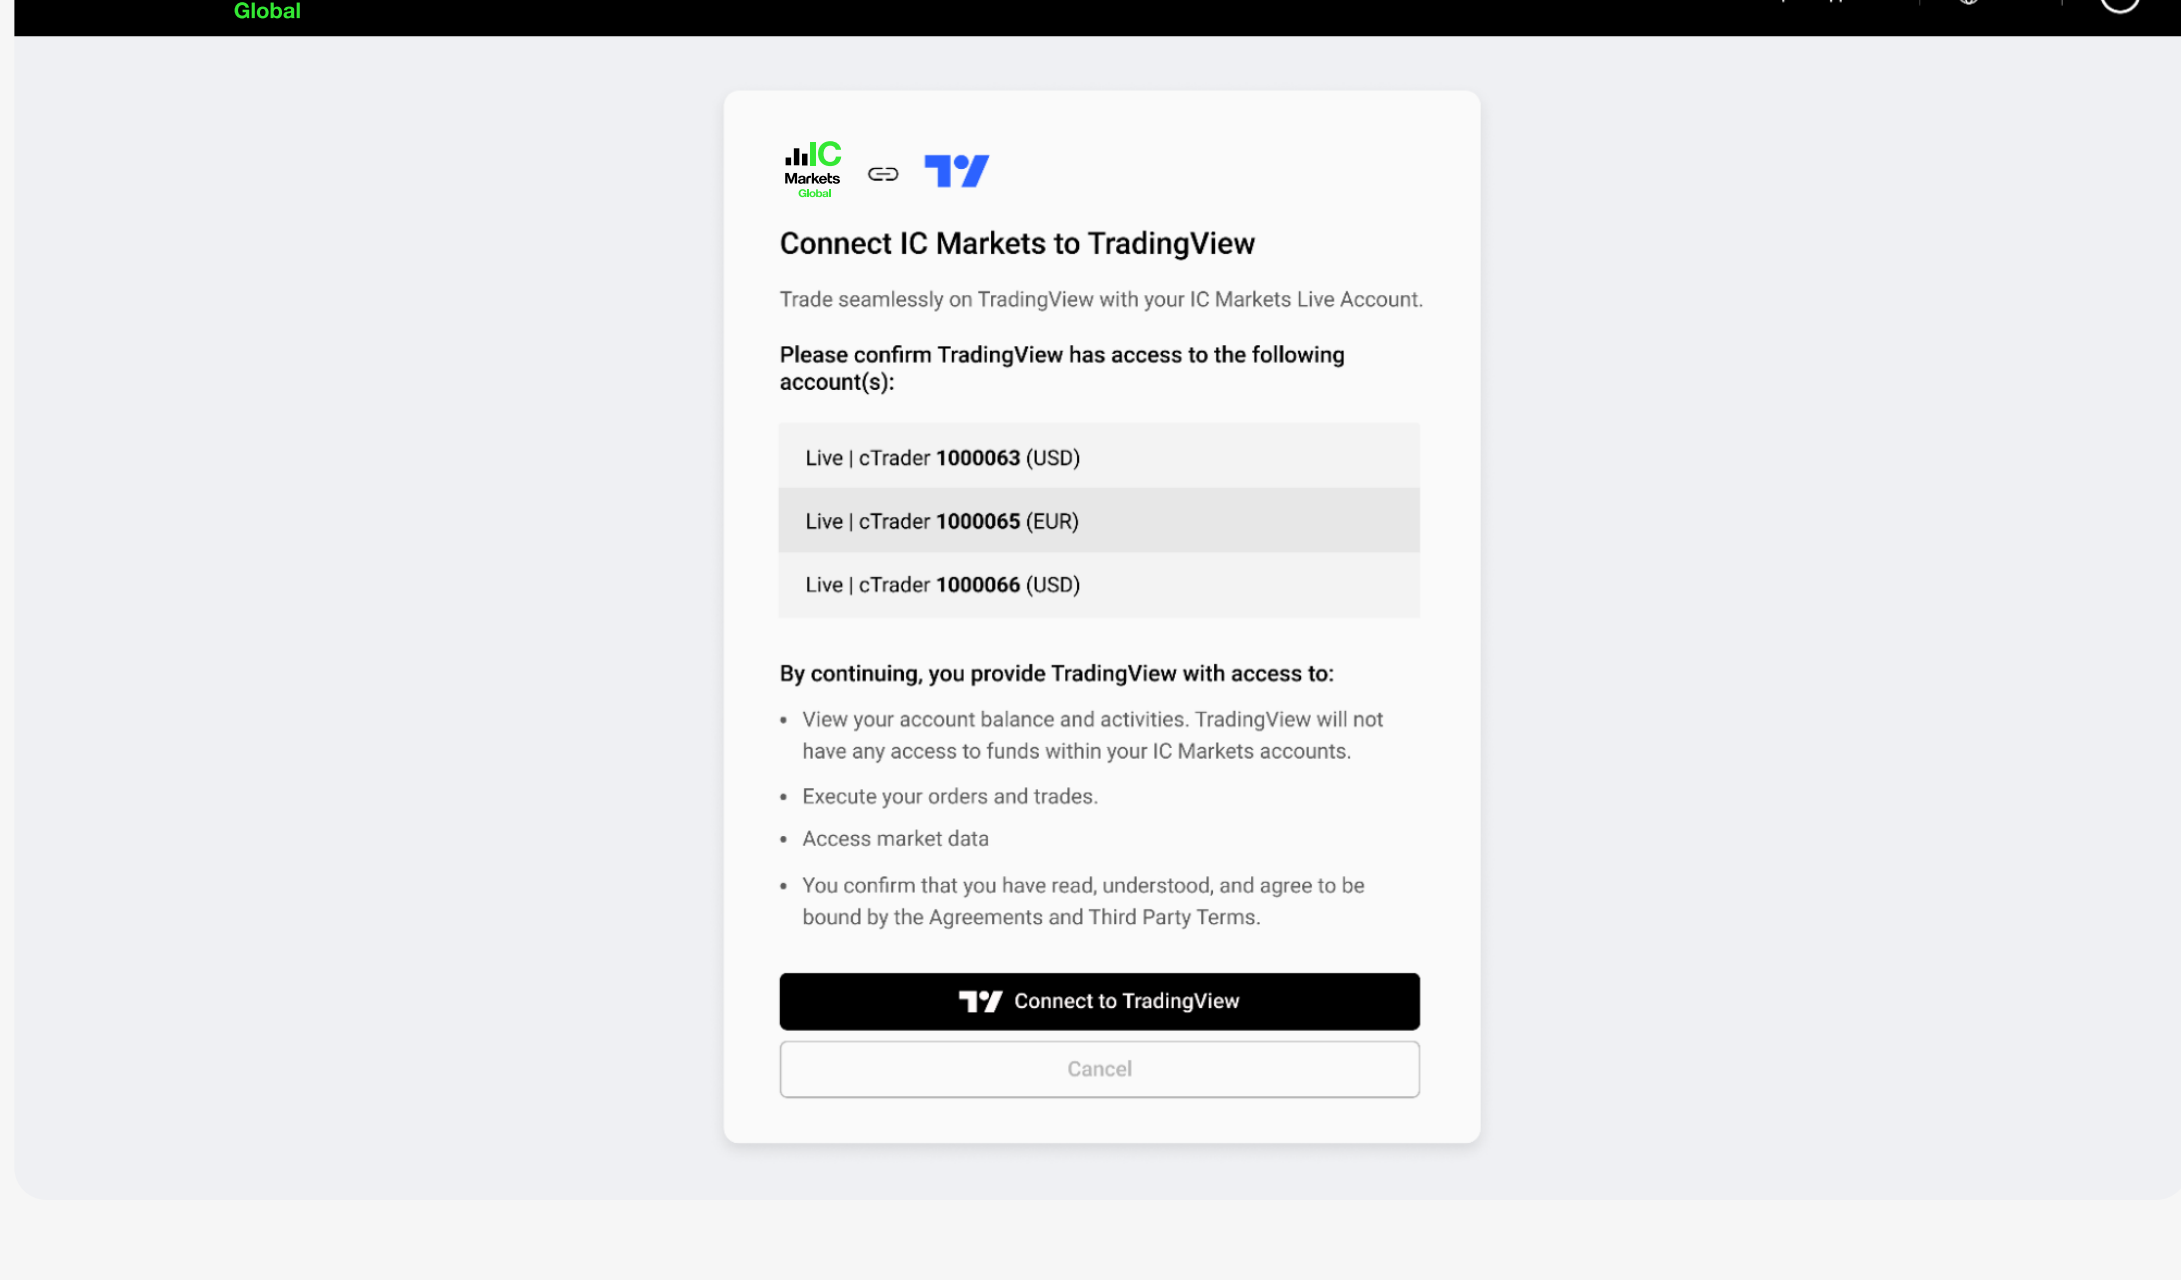 Global
IC
Markets
Global
Connect IC Markets to TradingView
Trade seamlessly on TradingView with your IC Markets Live Account.
Please confirm TradingView has access to the following
account(s):
Live | cTrader 1000063 (USD)
Live | cTrader 1000065 (EUR)
Live | cTrader 1000066 (USD)
By continuing, you provide TradingView with access to:
• View your account balance and activities. TradingView will not
have any access to funds within your IC Markets accounts.
• Execute your orders and trades.
• Access market data
• You confirm that you have read, understood, and agree to be
bound by the Agreements and Third Party Terms.
Connect to TradingView
Cancel